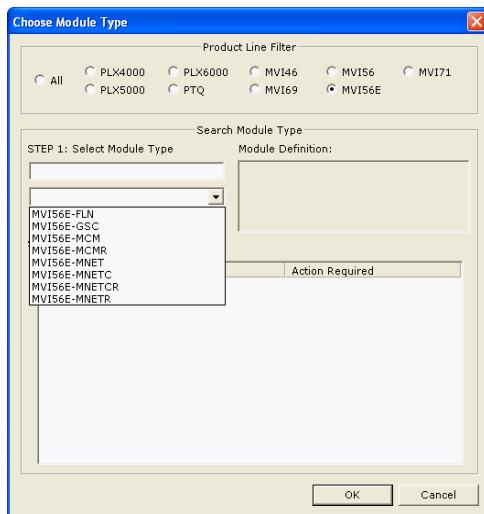 Choose Module Type
Product Line Filter
All
PLX4000
PLX6000
MVI46
MVI56
MVI71
PLX5000
PTQ
MVI69
MVI56E
Search Module Type
STEP 1: Select Module Type
Module Definition:
MVI56E-FLN
MVI56E-GSC
MVI56E-MCM
MVI56E-MCMR
MVI56E-MNET
MVI56E-MNETC
MVI56E-MNETCR
MVI56E-MNETR
Action Required
OK
Cancel